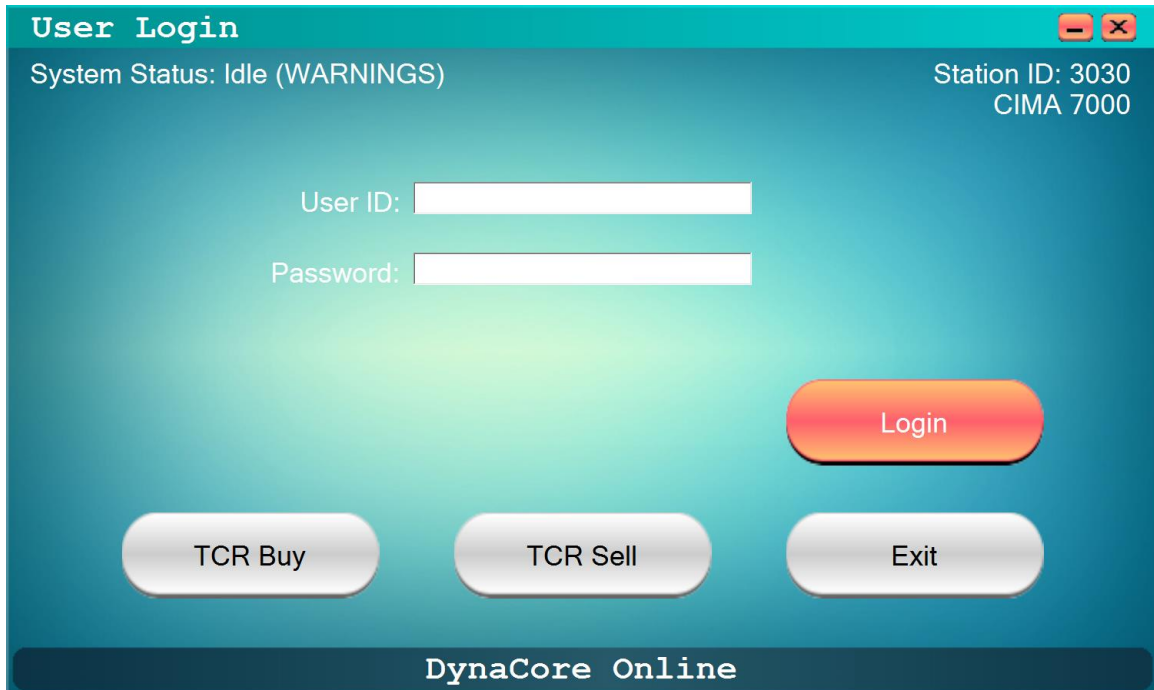 User Login
System Status: Idle (WARNINGS)
Station ID: 3030
CIMA 7000
User ID:
Password:
Login
TCR Buy
TCR Sell
Exit
DynaCore Online